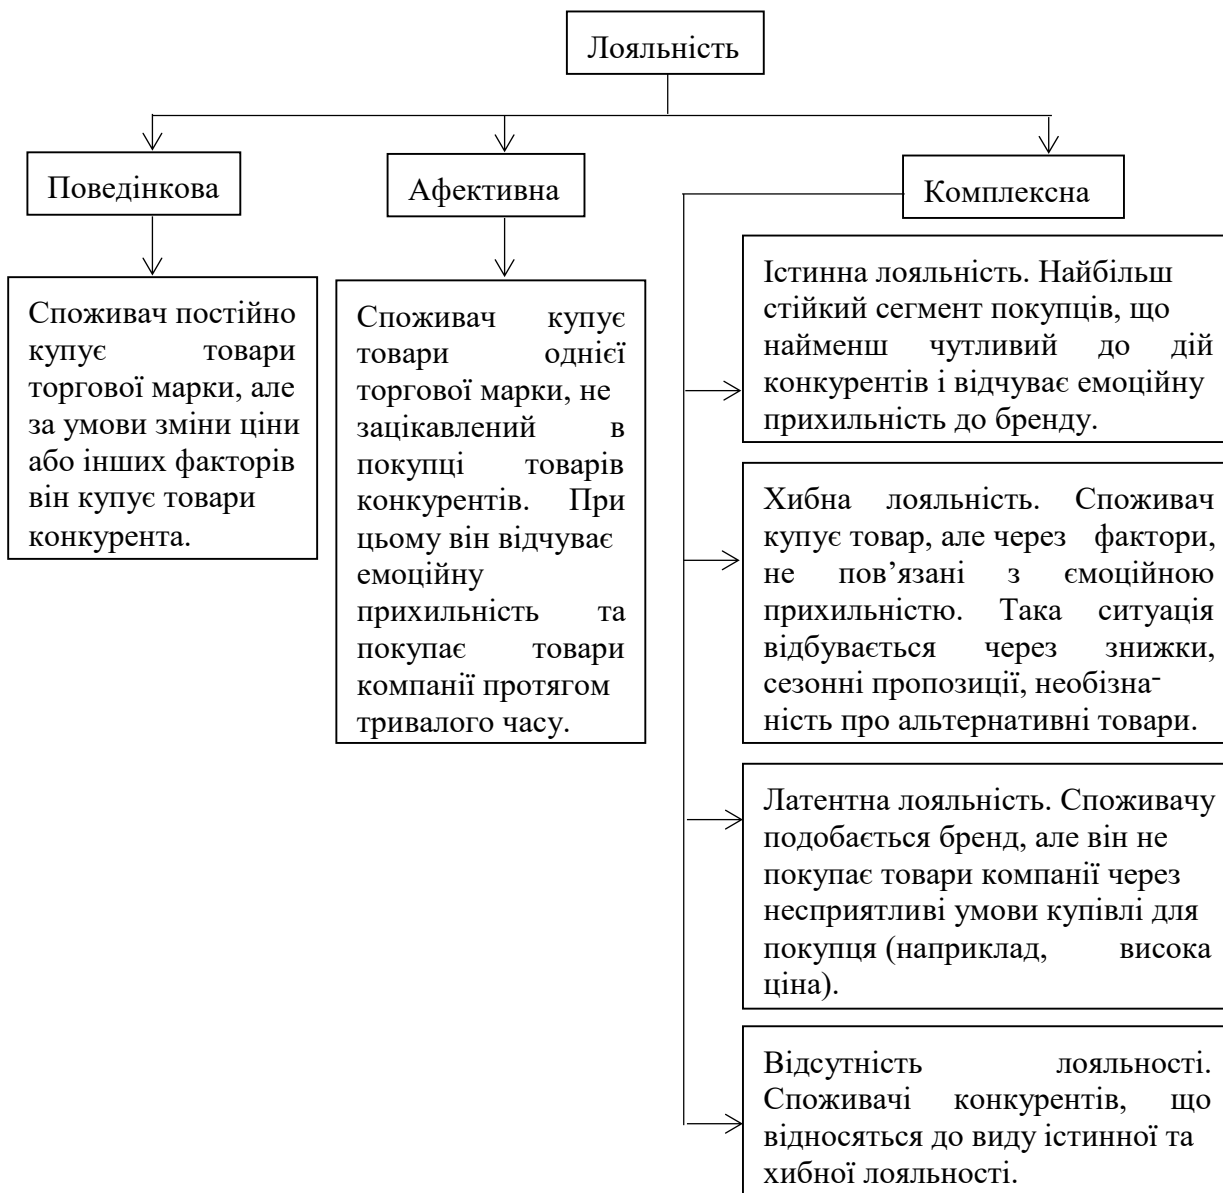 Лояльність
Поведінкова
Афективна
Комплексна
Споживач постійно
купує товари
торгової марки, але
за умови зміни ціни
або інших факторів
він купує товари
конкурента.
Споживач купує
товари однієї
торгової марки, не
зацікавлений в
покупці товарів
конкурентів. При
цьому він відчуває
емоційну
прихильність та
покупає товари
компанії протягом
тривалого часу.
Істинна лояльність. Найбільш
стійкий сегмент покупців, що
найменш чутливий до дій
конкурентів і відчуває емоційну
прихильність до бренду.
Хибна лояльність. Споживач
купує товар, але через фактори,
не пов’язані з ємоційною
прихильністю. Така ситуація
відбувається через знижки,
сезонні пропозиції, необізна-
ність про альтернативні товари.
Латентна лояльність. Споживачу
подобається бренд, але він не
покупає товари компанії через
несприятливі умови купівлі для
покупця (наприклад, висока
ціна).
Відсутність лояльності.
Споживачі конкурентів, що
відносяться до виду істинної та
хибної лояльності.